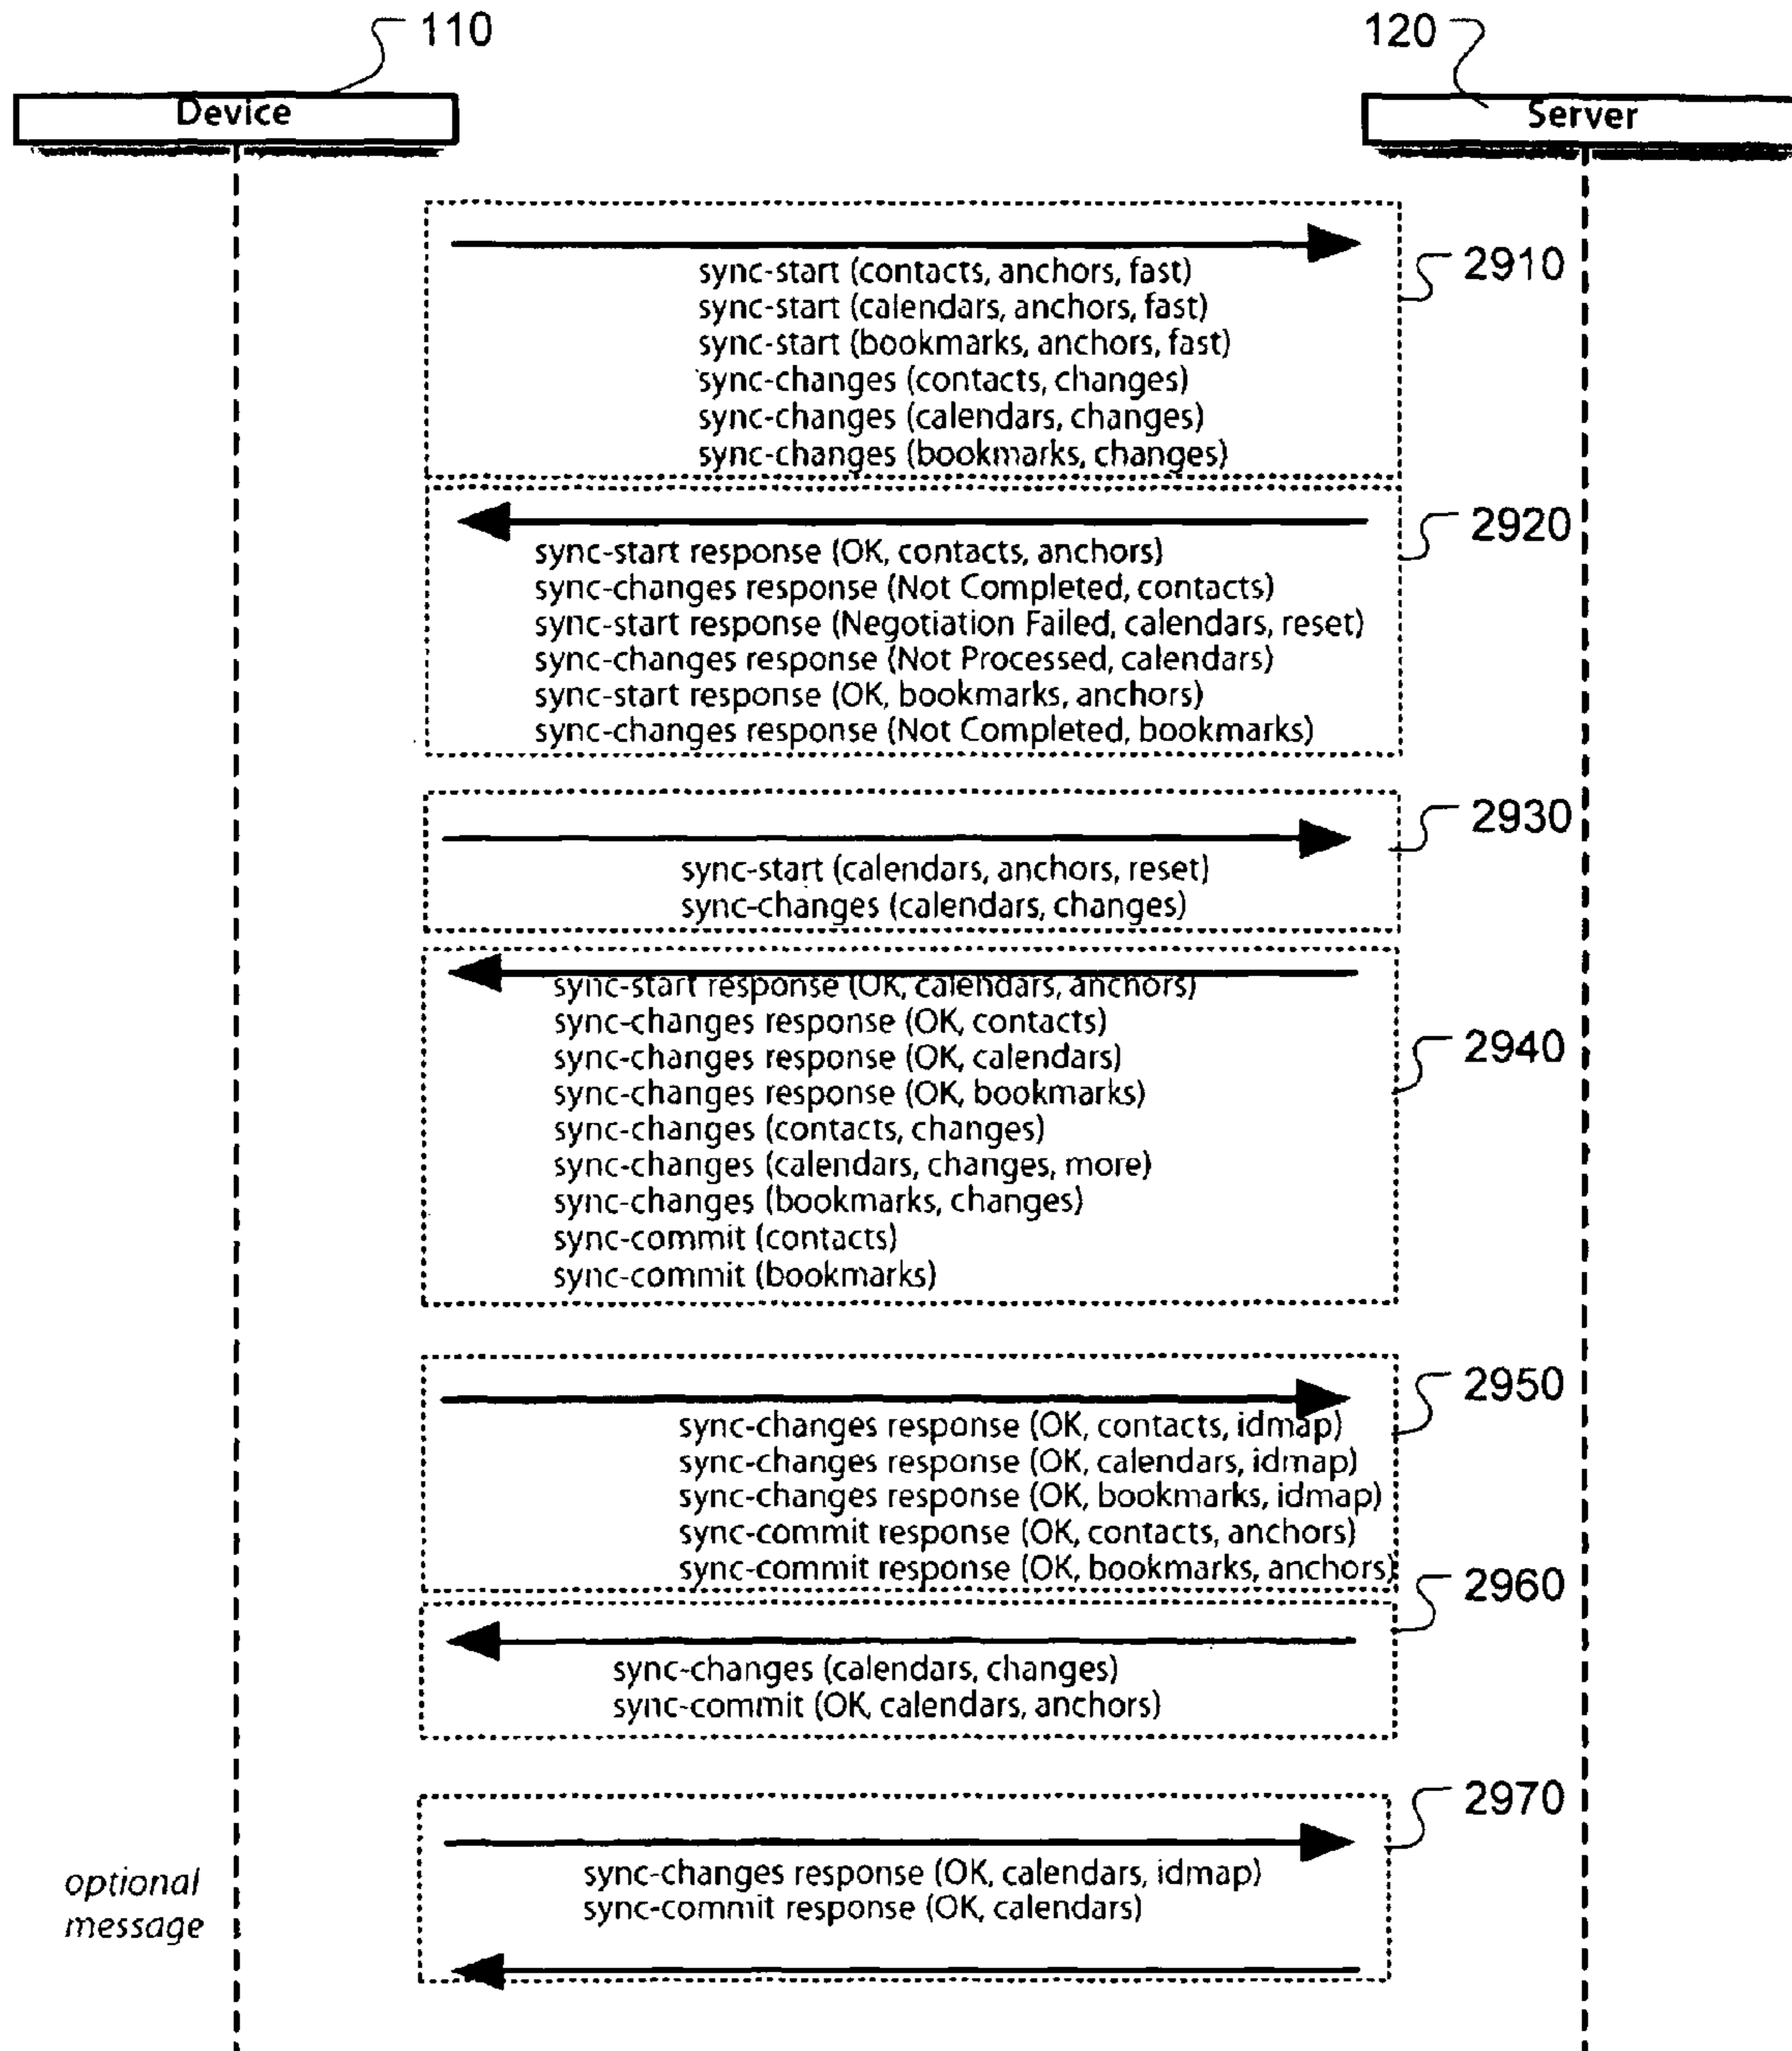 110
120
Device
Server
2910
sync-start (contacts, anchors, fast)
sync-start (calendars, anchors, fast)
sync-start (bookmarks, anchors, fast)
sync-changes (contacts, changes)
sync-changes (calendars, changes)
sync-changes (bookmarks, changes)
2920
sync-start response (OK, contacts, anchors)
sync-changes response (Not Completed, contacts)
sync-start response (Negotiation Failed, calendars, reset)
sync-changes response (Not Processed, calendars)
sync-start response (OK, bookmarks, anchors)
sync-changes response (Not Completed, bookmarks)
2930
sync-start (calendars, anchors, reset)
sync-changes (calendars, changes)
sync-start response (OK, calendars, anchors)
sync-changes response (OK, contacts)
sync-changes response (OK, calendars)
2940
sync-changes response (OK, bookmarks)
sync-changes (contacts, changes)
sync-changes (calendars, changes, more)
sync-changes (bookmarks, changes)
sync-commit (contacts)
sync-commit (bookmarks)
2950
sync-changes response (OK, contacts, idmap)
sync-changes response (OK, calendars, idmap)
sync-changes response (OK, bookmarks, idmap)
sync-commit response (OK, contacts, anchors)
sync-commit response (OK, bookmarks, anchors)
2960
sync-changes (calendars, changes)
sync-commit (OK, calendars, anchors)
2970
sync-changes response (OK, calendars, idmap)
sync-commit response (OK, calendars)
optional
message